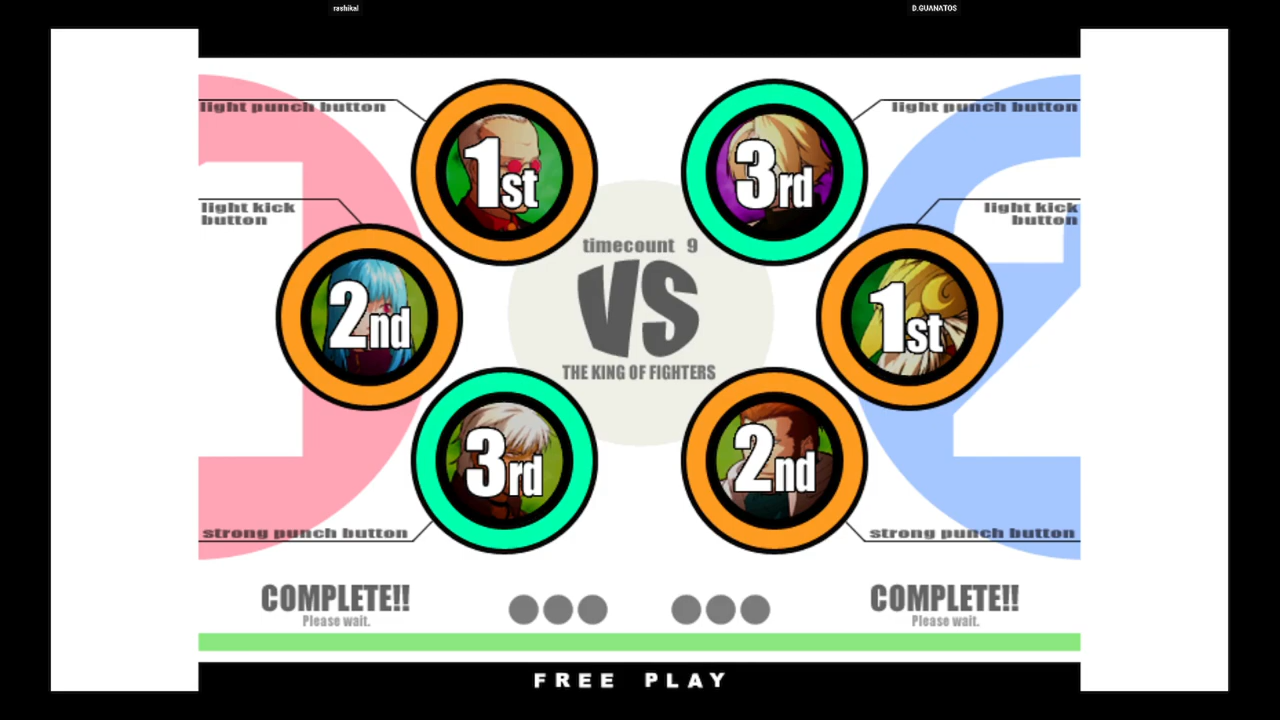 rashikal
D.GUANATOS
light punch button
light punch button
1st
3rd
light kick
button
light kick
button
timecount 9
VS
2nd
1st
THE KING OF FIGHTERS
3rd
2nd
strong punch button
strong punch button
COMPLETE!!
Please wait.
COMPLETE!!
Please wait.
FREE PLAY